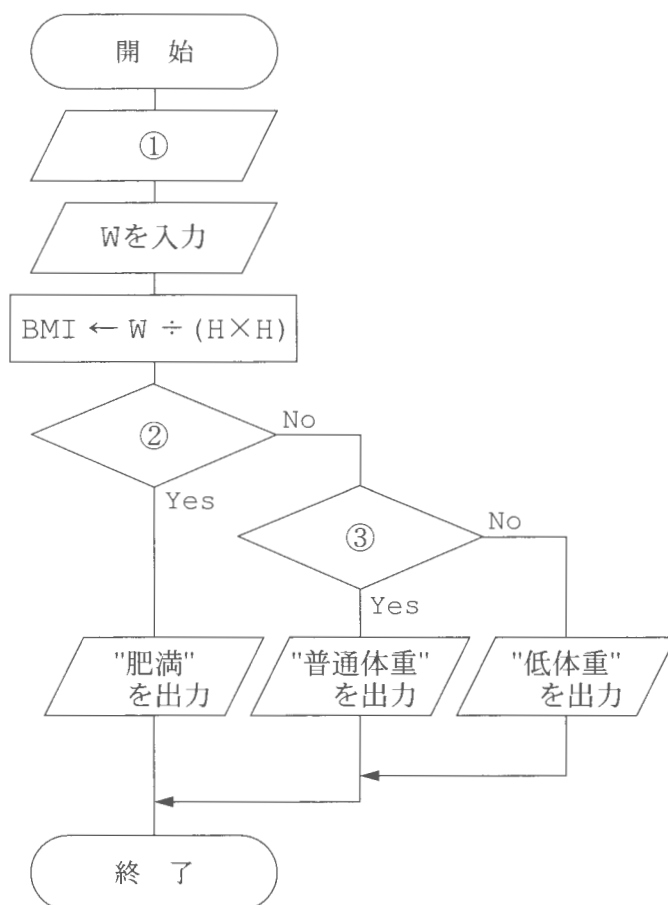 開 始
①
Wを入力
BMI ← W ÷ (H×H)
②
No
Yes
③
No
Yes
"肥満"
を出力
"普通体重"
を出力
"低体重"
を出力
終 了